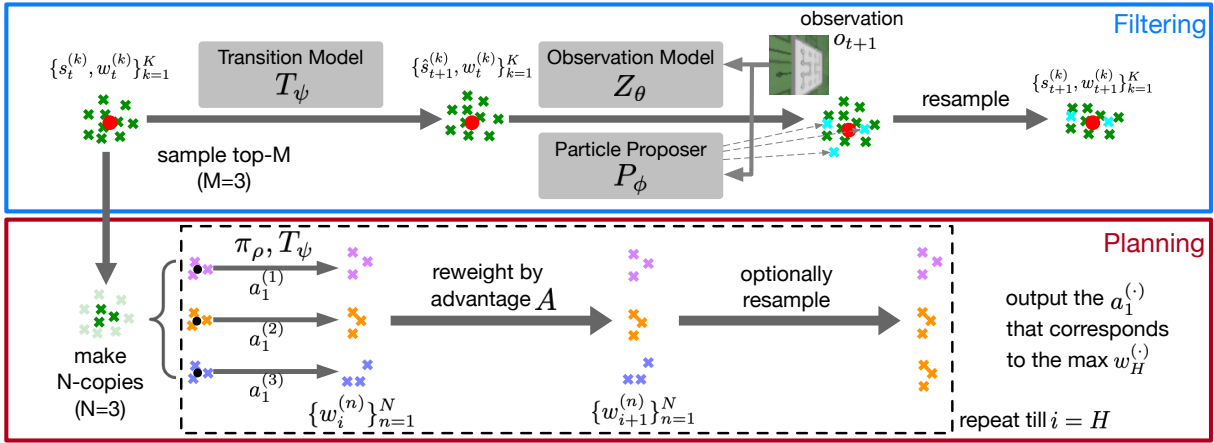 Filtering
observation
$o_{t+1}$
$\{s_t^{(k)}, w_t^{(k)}\}_{k=1}^K$
Transition Model
$T_\psi$
$\{\hat{s}_{t+1}^{(k)}, w_t^{(k)}\}_{k=1}^K$
Observation Model
$Z_\theta$
resample
$\{s_{t+1}^{(k)}, w_{t+1}^{(k)}\}_{k=1}^K$
sample top-M
(M=3)
Particle Proposer
$P_\phi$
Planning
$\pi_\rho, T_\psi$
$a_1^{(1)}$
$a_1^{(2)}$
$a_1^{(3)}$
make
N-copies
(N=3)
$\{w_i^{(n)}\}_{n=1}^N$
reweight by
advantage $A$
$\{w_{i+1}^{(n)}\}_{n=1}^N$
optionally
resample
output the $a_1^{(\cdot)}$
that corresponds
to the max $w_H^{(\cdot)}$
repeat till $i = H$